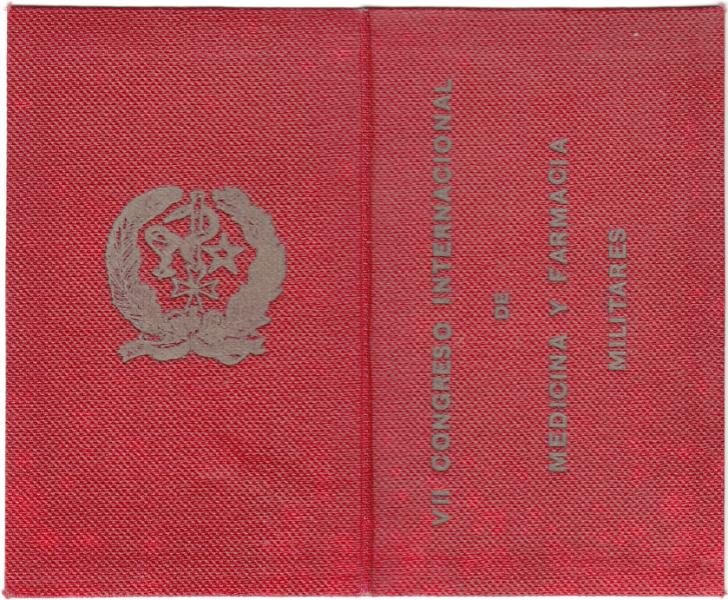 VII CONGRESO INTERNACIONAL
DE
MEDICINA Y FARMACIA
MILITARES